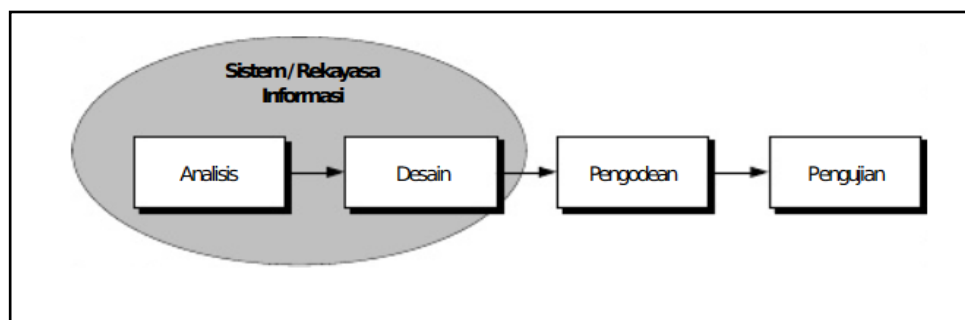 Sistem / Rekayasa
Informasi
Analisis
Desain
Pengodean
Pengujian